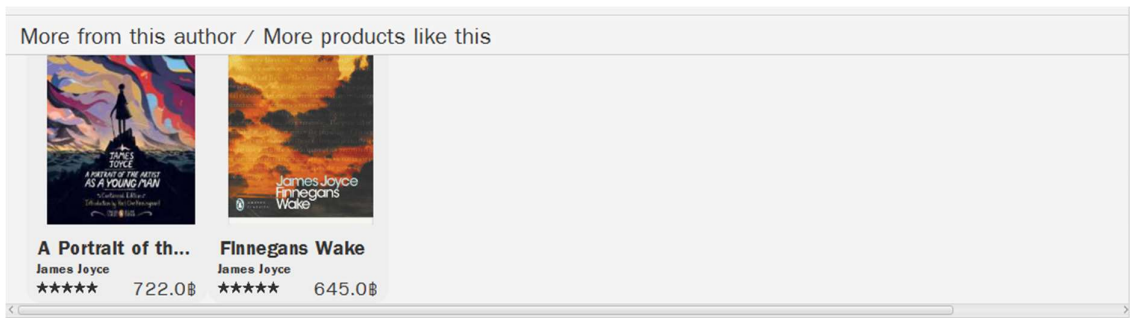 More from this author / More products like this
JAMES
JOYCE
A PORTRAIT OF THE ARTIST
AS A YOUNG MAN
James Joyce
Finnegans
Wake
A Portrait of th...
Finnegans Wake
James Joyce
James Joyce
★★★★★ 722.0฿
★★★★★ 645.0฿